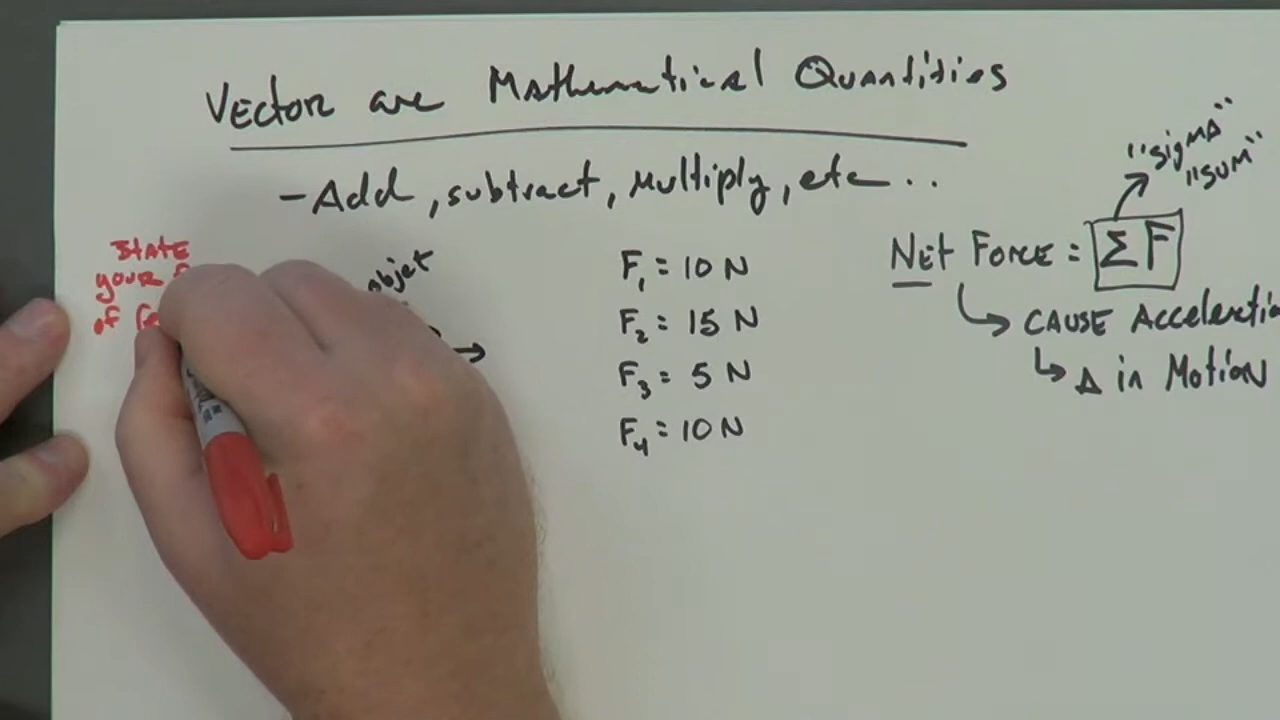 Vector are Mathematical Quantities
- Add, subtract, Multiply, etc...
"sigma"
"SUM"
Net Force = ΣF
CAUSE Acceleratio
Δ in Motion
State
your
of
object
F₁ = 10 N
F₂ = 15 N
F₃ = 5 N
F₄ = 10 N